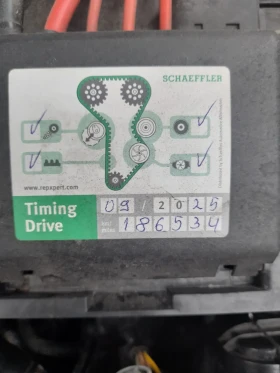 SCHAEFFLER
www.repxpert.com
Timing 09 / 2025
Drive 186534